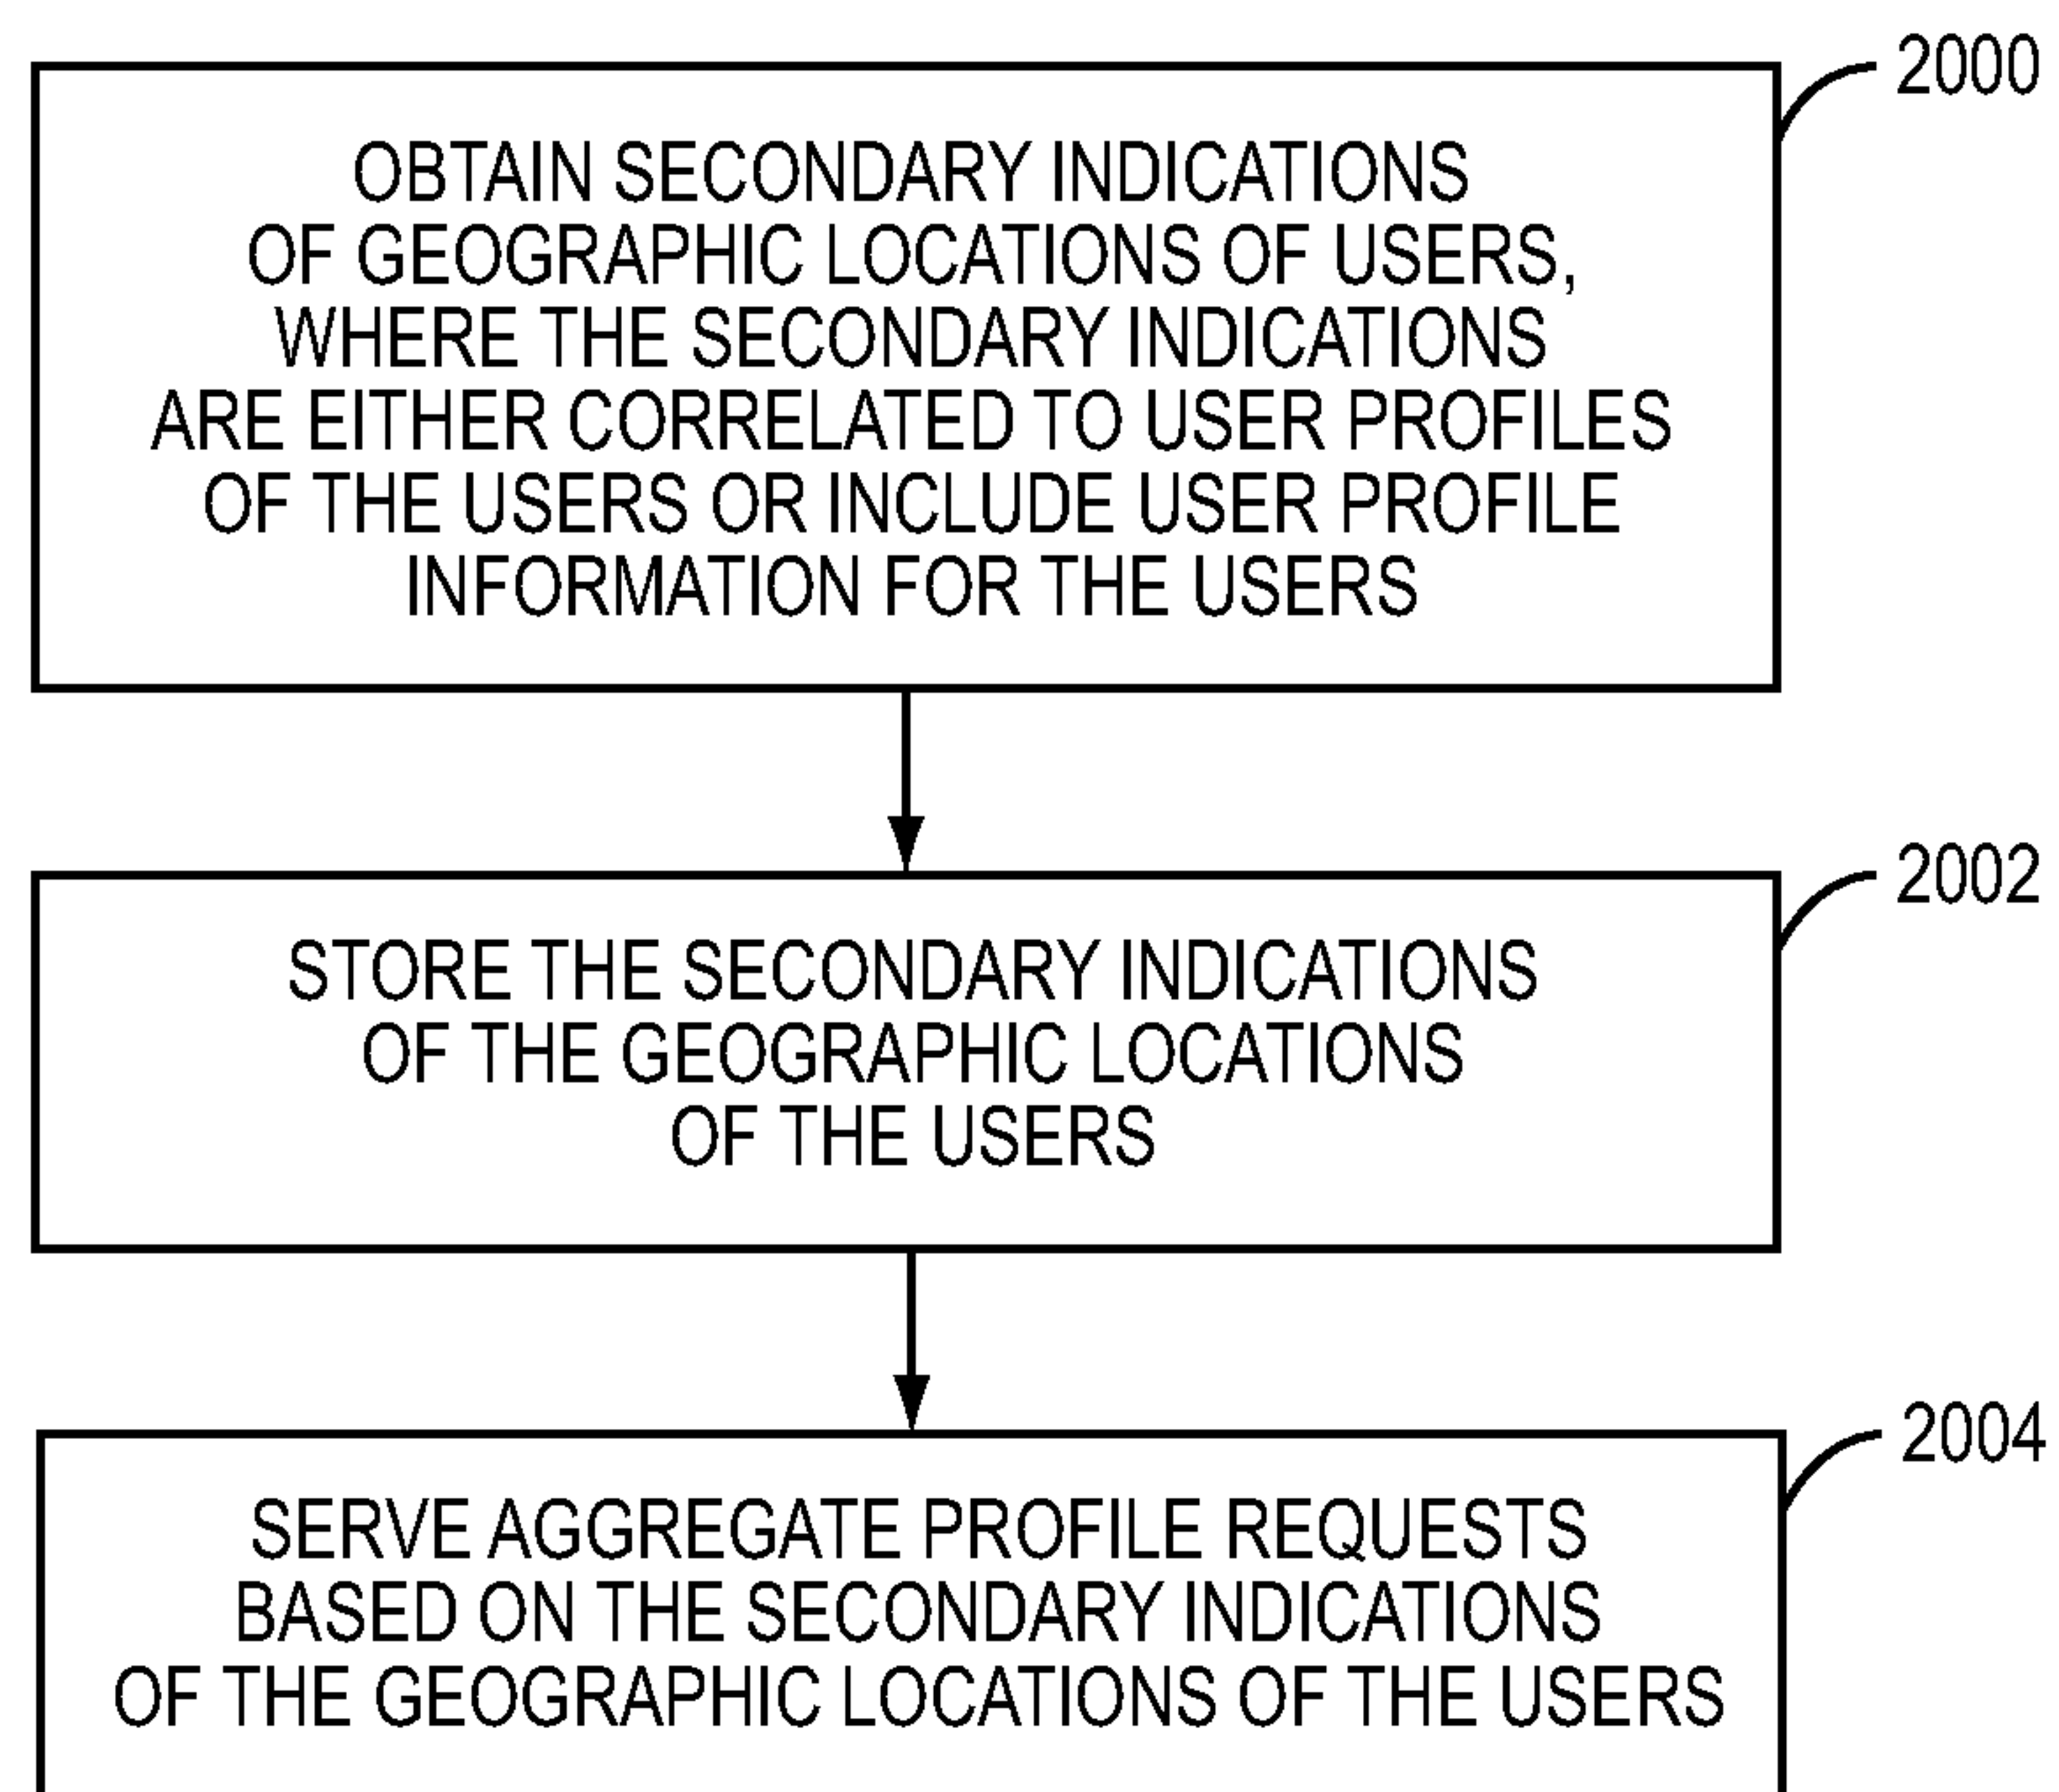 2000
OBTAIN SECONDARY INDICATIONS
OF GEOGRAPHIC LOCATIONS OF USERS,
WHERE THE SECONDARY INDICATIONS
ARE EITHER CORRELATED TO USER PROFILES
OF THE USERS OR INCLUDE USER PROFILE
INFORMATION FOR THE USERS
2002
STORE THE SECONDARY INDICATIONS
OF THE GEOGRAPHIC LOCATIONS
OF THE USERS
2004
SERVE AGGREGATE PROFILE REQUESTS
BASED ON THE SECONDARY INDICATIONS
OF THE GEOGRAPHIC LOCATIONS OF THE USERS